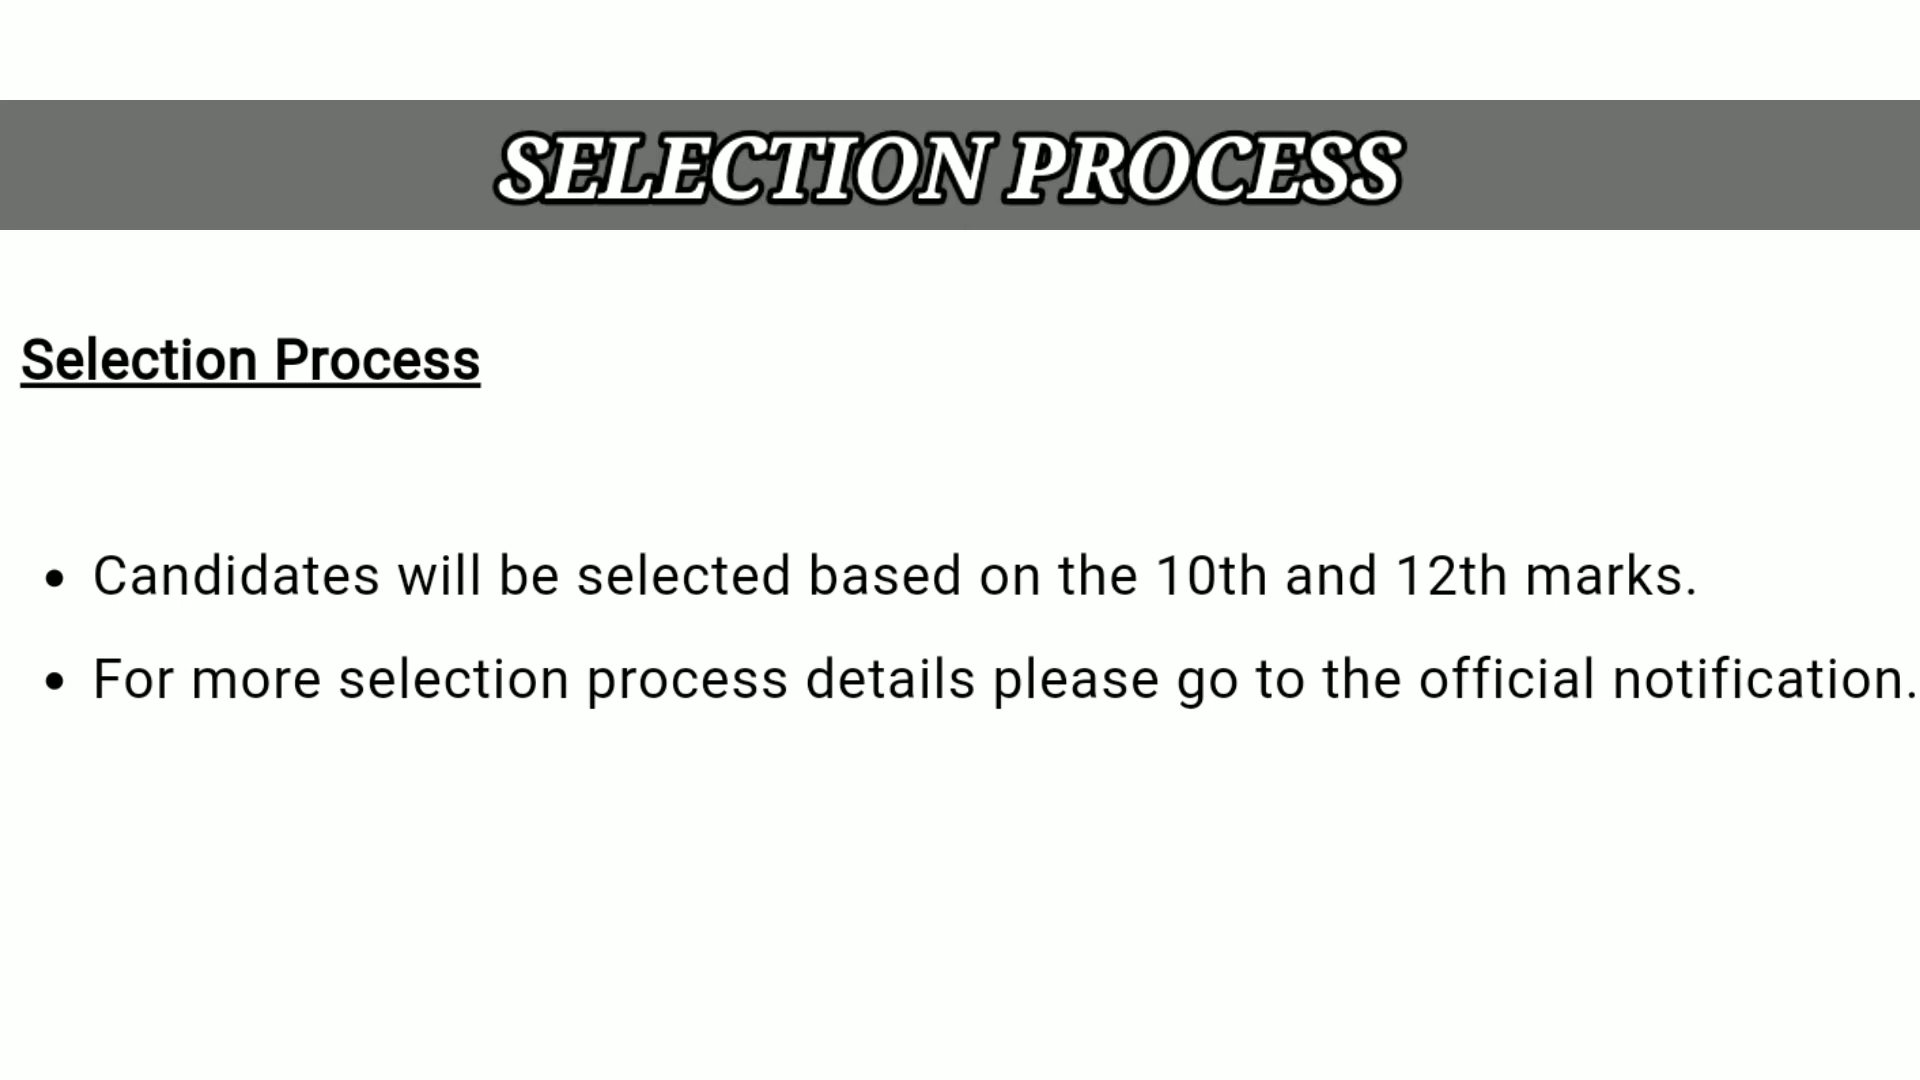 SELECTION PROCESS
Selection Process
• Candidates will be selected based on the 10th and 12th marks.
• For more selection process details please go to the official notification.